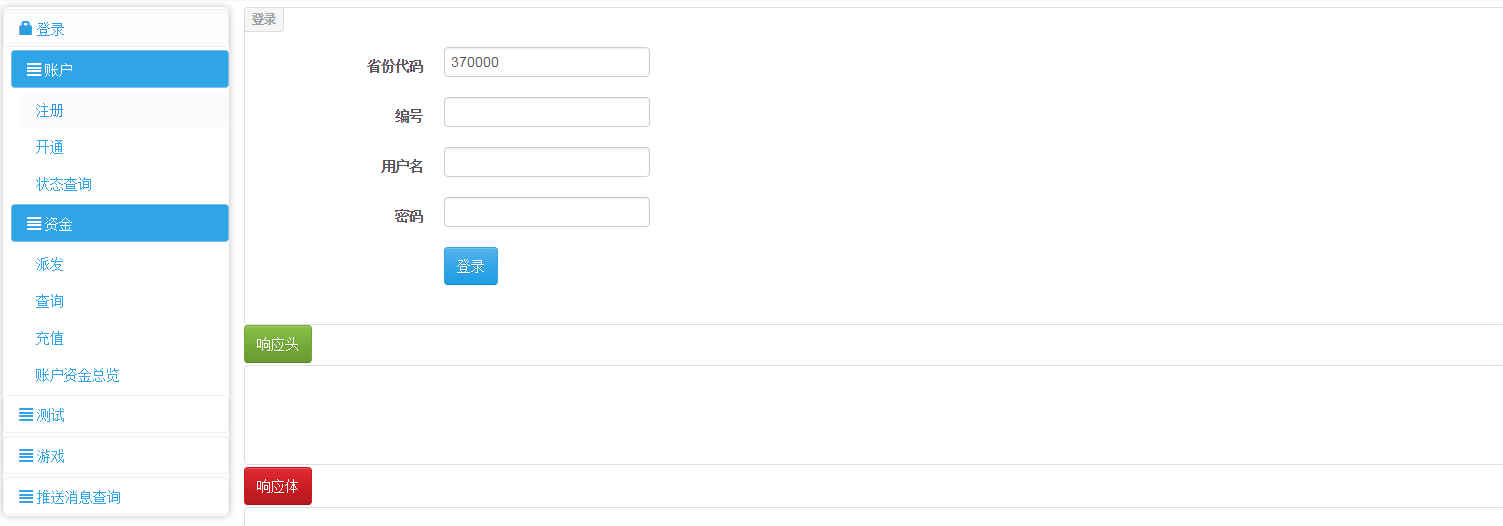 登录
账户
注册
开通
状态查询
资金
派发
查询
充值
账户资金总览
测试
游戏
推送消息查询
登录
省份代码 370000
编号
用户名
密码
登录
响应头
响应体